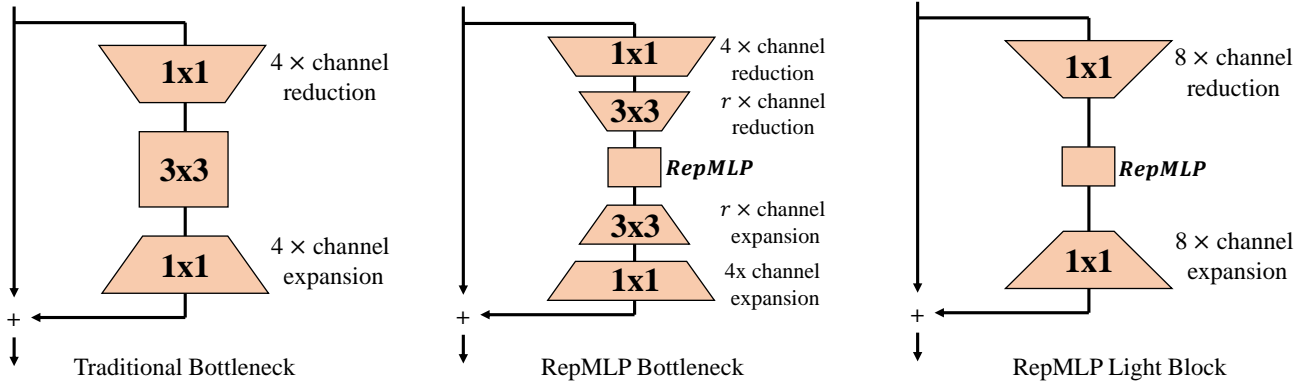 1x1
4 × channel
reduction
3x3
1x1
4 × channel
expansion
+
Traditional Bottleneck
1x1
4 × channel
reduction
3x3
r × channel
reduction
RepMLP
3x3
r × channel
expansion
1x1
4x channel
expansion
+
RepMLP Bottleneck
1x1
8 × channel
reduction
RepMLP
1x1
8 × channel
expansion
+
RepMLP Light Block